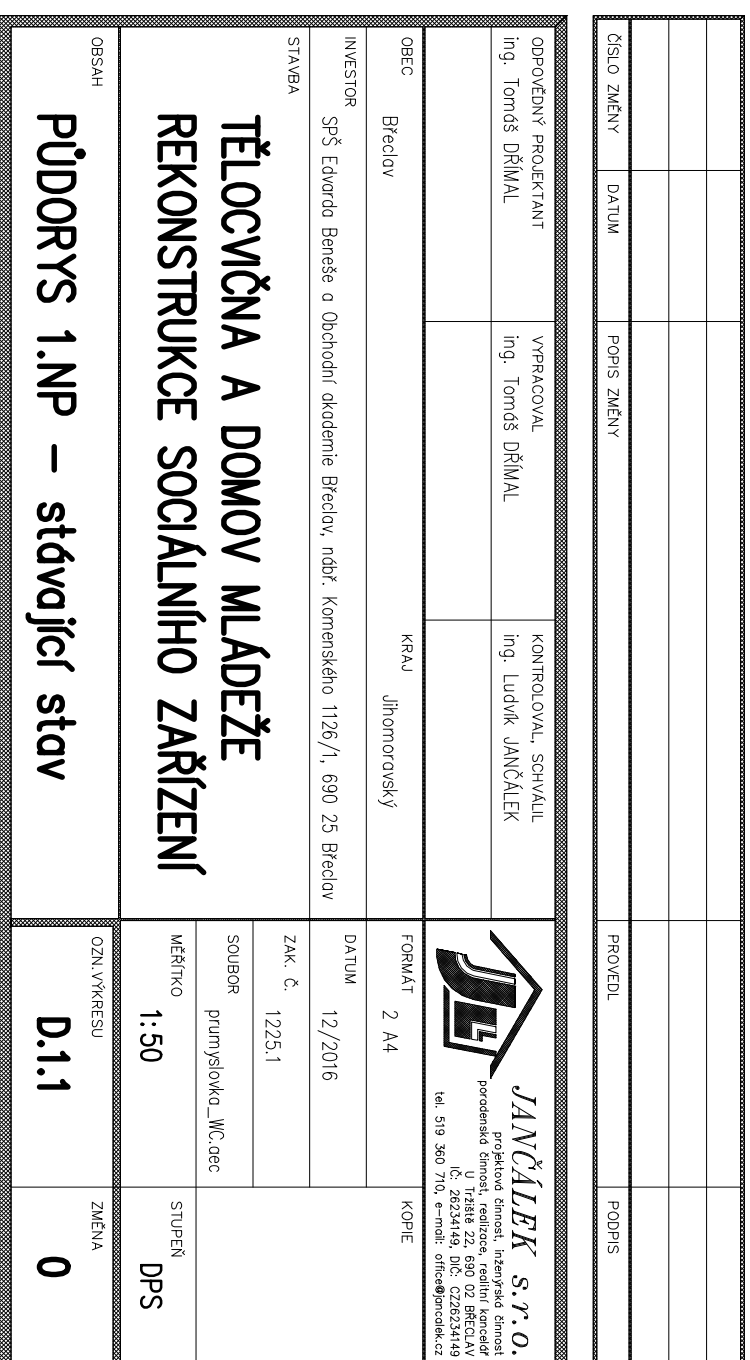 ČÍSLO ZMĚNY
DATUM
POPIS ZMĚNY
PROVEDL
PODPIS
ODPOVĚDNÝ PROJEKTANT
ing. Tomáš DŘÍMAL
VYPRACOVAL
ing. Tomáš DŘÍMAL
KONTROLOVAL, SCHVÁLIL
ing. Ludvík JANČÁLEK
JANČÁLEK s.r.o.
projektová činnost, inženýrská činnost
poradenská činnost, realizace, realitní kancelář
U Tržiště 22, 690 02 BŘECLAV
IČ: 26234149, DIČ: CZ26234149
tel. 519 360 710, e-mail: office@jancalek.cz
OBEC
Břeclav
KRAJ
Jihomoravský
INVESTOR
SPŠ Edvarda Beneše a Obchodní akademie Břeclav, nábř. Komenského 1126/1, 690 25 Břeclav
STAVBA
TĚLOCVIČNA A DOMOV MLÁDEŽE
REKONSTRUKCE SOCIÁLNÍHO ZAŘÍZENÍ
FORMÁT
2 A4
KOPIE
DATUM
12/2016
ZAK. Č.
1225.1
SOUBOR
prumyslovka_WC.aec
MĚŘÍTKO
1:50
STUPEŇ
DPS
OBSAH
PŮDORYS 1.NP – stávající stav
OZN.VÝKRESU
D.1.1
ZMĚNA
0